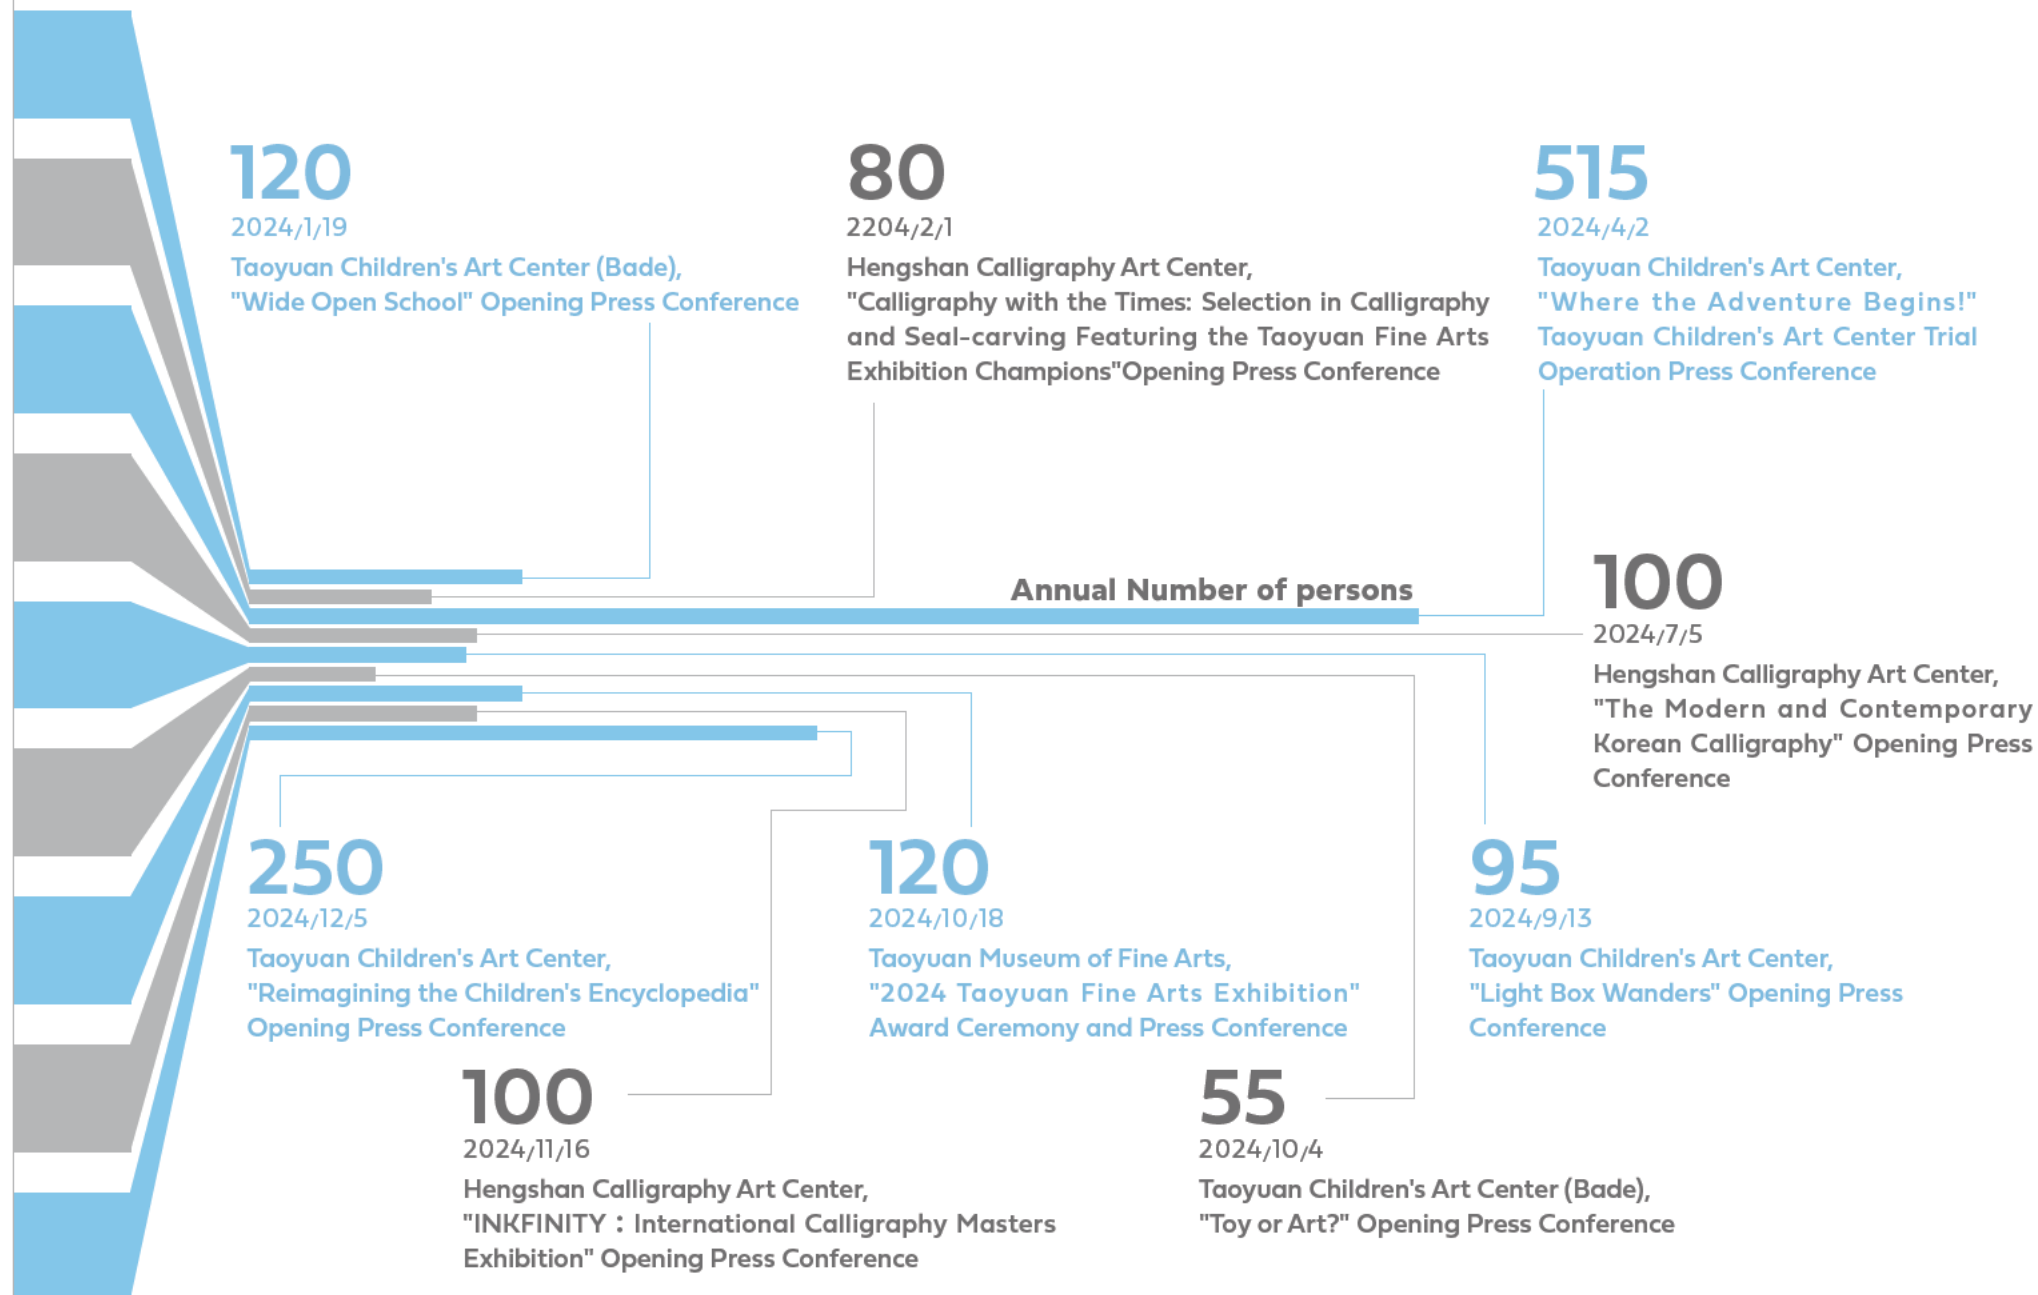 120
2024/1/19
Taoyuan Children's Art Center (Bade),
"Wide Open School" Opening Press Conference
80
2204/2/1
Hengshan Calligraphy Art Center,
"Calligraphy with the Times: Selection in Calligraphy
and Seal-carving Featuring the Taoyuan Fine Arts
Exhibition Champions"Opening Press Conference
515
2024/4/2
Taoyuan Children's Art Center,
"Where the Adventure Begins!"
Taoyuan Children's Art Center Trial
Operation Press Conference
Annual Number of persons
100
2024/7/5
Hengshan Calligraphy Art Center,
"The Modern and Contemporary
Korean Calligraphy" Opening Press
Conference
250
2024/12/5
Taoyuan Children's Art Center,
"Reimagining the Children's Encyclopedia"
Opening Press Conference
120
2024/10/18
Taoyuan Museum of Fine Arts,
"2024 Taoyuan Fine Arts Exhibition"
Award Ceremony and Press Conference
95
2024/9/13
Taoyuan Children's Art Center,
"Light Box Wanders" Opening Press
Conference
100
2024/11/16
Hengshan Calligraphy Art Center,
"INKFINITY：International Calligraphy Masters
Exhibition" Opening Press Conference
55
2024/10/4
Taoyuan Children's Art Center (Bade),
"Toy or Art?" Opening Press Conference